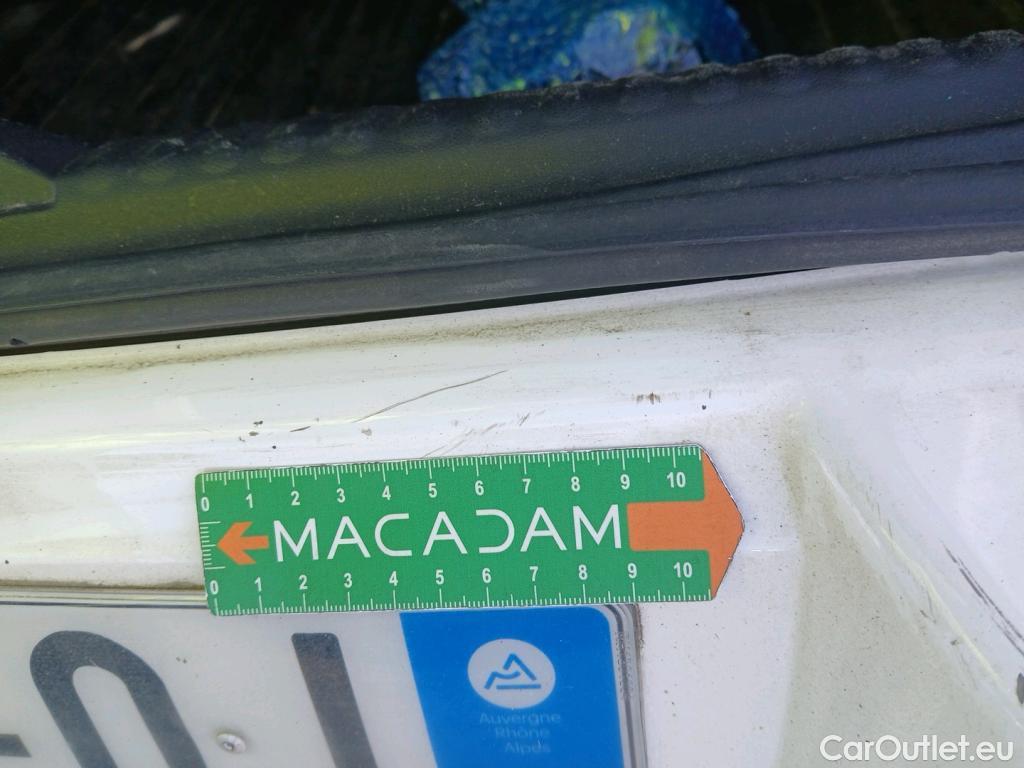 0 1 2 3 4 5 6 7 8 9 10
MACADAM
0 1 2 3 4 5 6 7 8 9 10
Auvergne
Rhône
Alpes
CarOutlet.eu